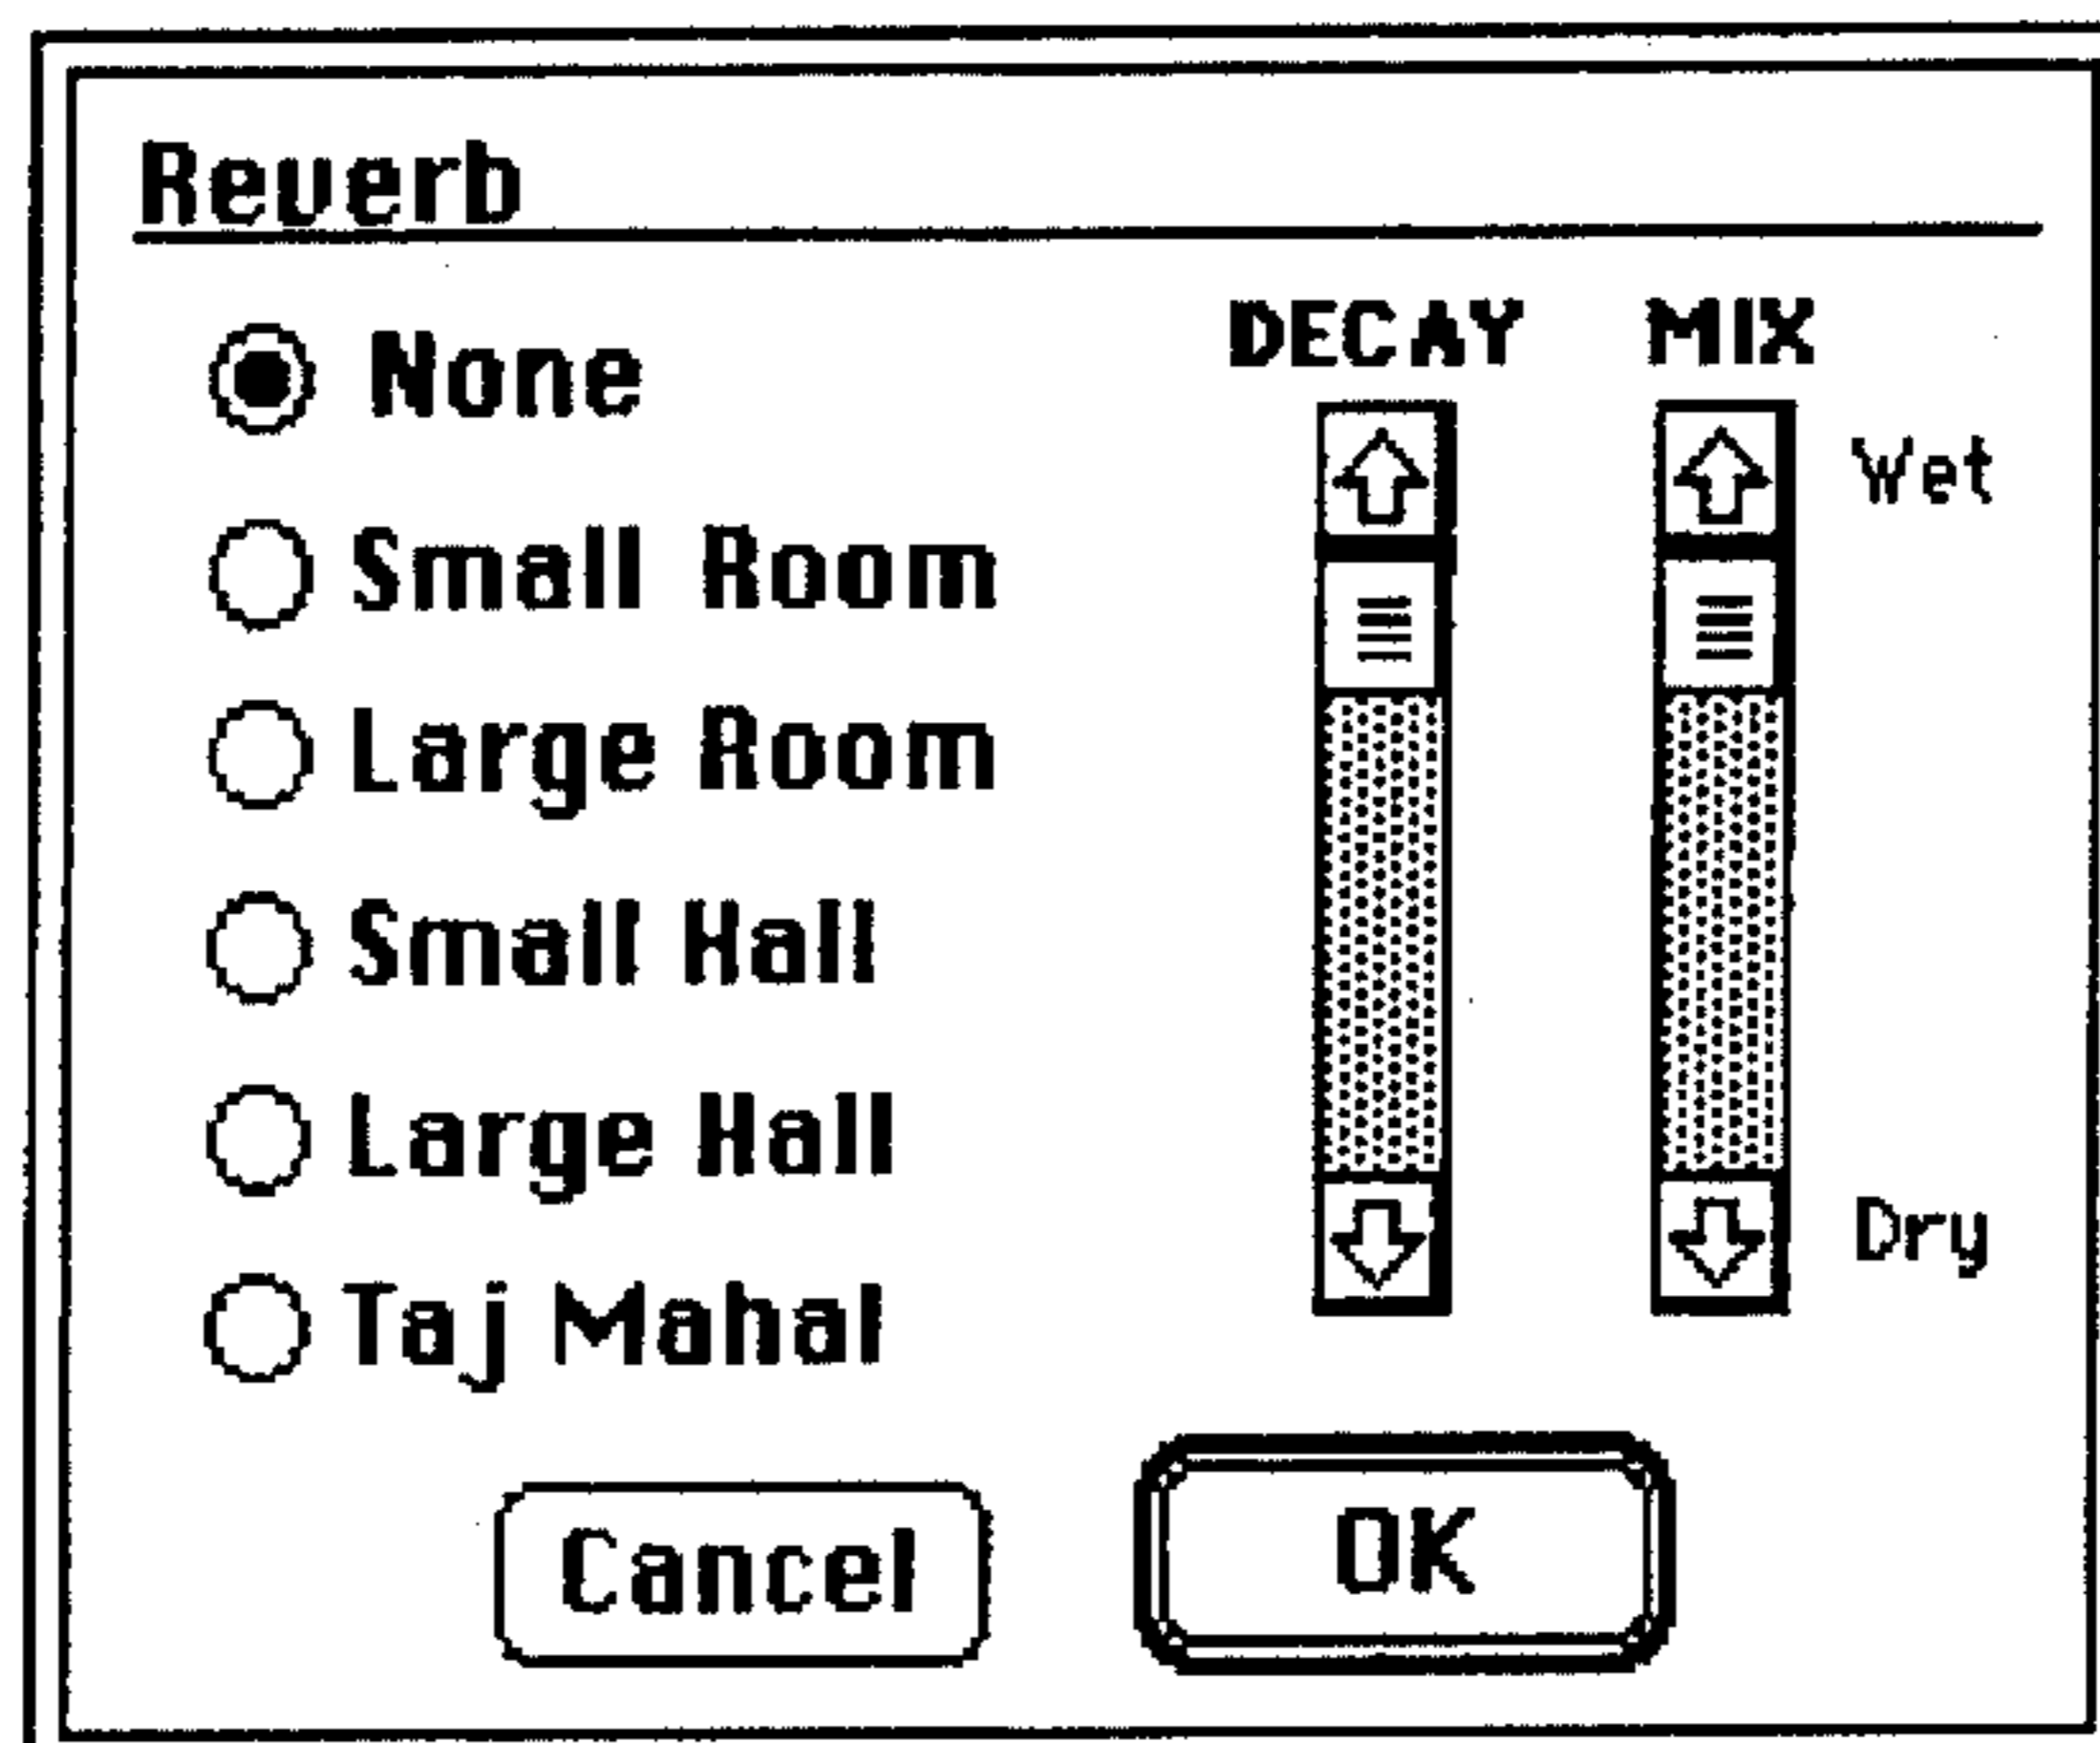 Reverb
None
Small Room
Large Room
Small Hall
Large Hall
Taj Mahal
DECAY MIX
Wet
Dry
Cancel OK